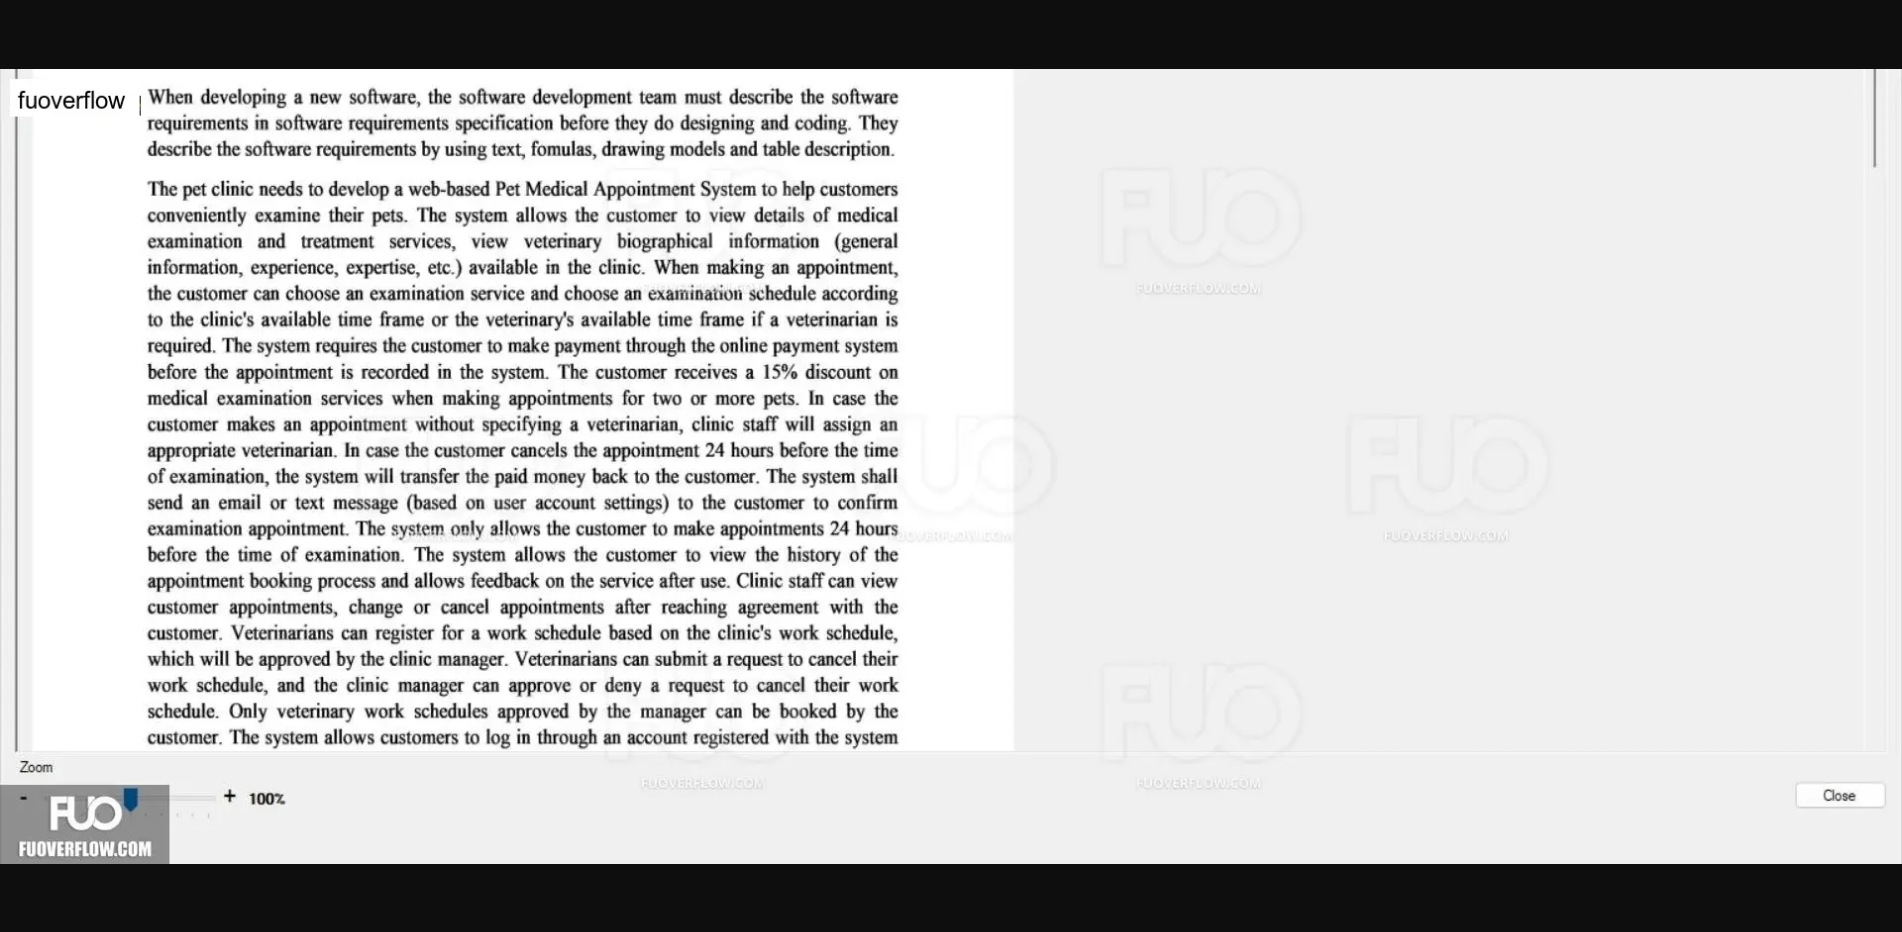 fuoverflow
When developing a new software, the software development team must describe the software
requirements in software requirements specification before they do designing and coding. They
describe the software requirements by using text, fomulas, drawing models and table description.
The pet clinic needs to develop a web-based Pet Medical Appointment System to help customers
conveniently examine their pets. The system allows the customer to view details of medical
examination and treatment services, view veterinary biographical information (general
information, experience, expertise, etc.) available in the clinic. When making an appointment,
the customer can choose an examination service and choose an examination schedule according
to the clinic's available time frame or the veterinary's available time frame if a veterinarian is
required. The system requires the customer to make payment through the online payment system
before the appointment is recorded in the system. The customer receives a 15% discount on
medical examination services when making appointments for two or more pets. In case the
customer makes an appointment without specifying a veterinarian, clinic staff will assign an
appropriate veterinarian. In case the customer cancels the appointment 24 hours before the time
of examination, the system will transfer the paid money back to the customer. The system shall
send an email or text message (based on user account settings) to the customer to confirm
examination appointment. The system only allows the customer to make appointments 24 hours
before the time of examination. The system allows the customer to view the history of the
appointment booking process and allows feedback on the service after use. Clinic staff can view
customer appointments, change or cancel appointments after reaching agreement with the
customer. Veterinarians can register for a work schedule based on the clinic's work schedule,
which will be approved by the clinic manager. Veterinarians can submit a request to cancel their
work schedule, and the clinic manager can approve or deny a request to cancel their work
schedule. Only veterinary work schedules approved by the manager can be booked by the
customer. The system allows customers to log in through an account registered with the system
FUO
FUOVERFLOW.COM
FUO
FUOVERFLOW.COM
FUO
FUOVERFLOW.COM
FUO
FUOVERFLOW.COM
FUOVERFLOW.COM
Zoom
- + 100%
Close
FUO
FUOVERFLOW.COM